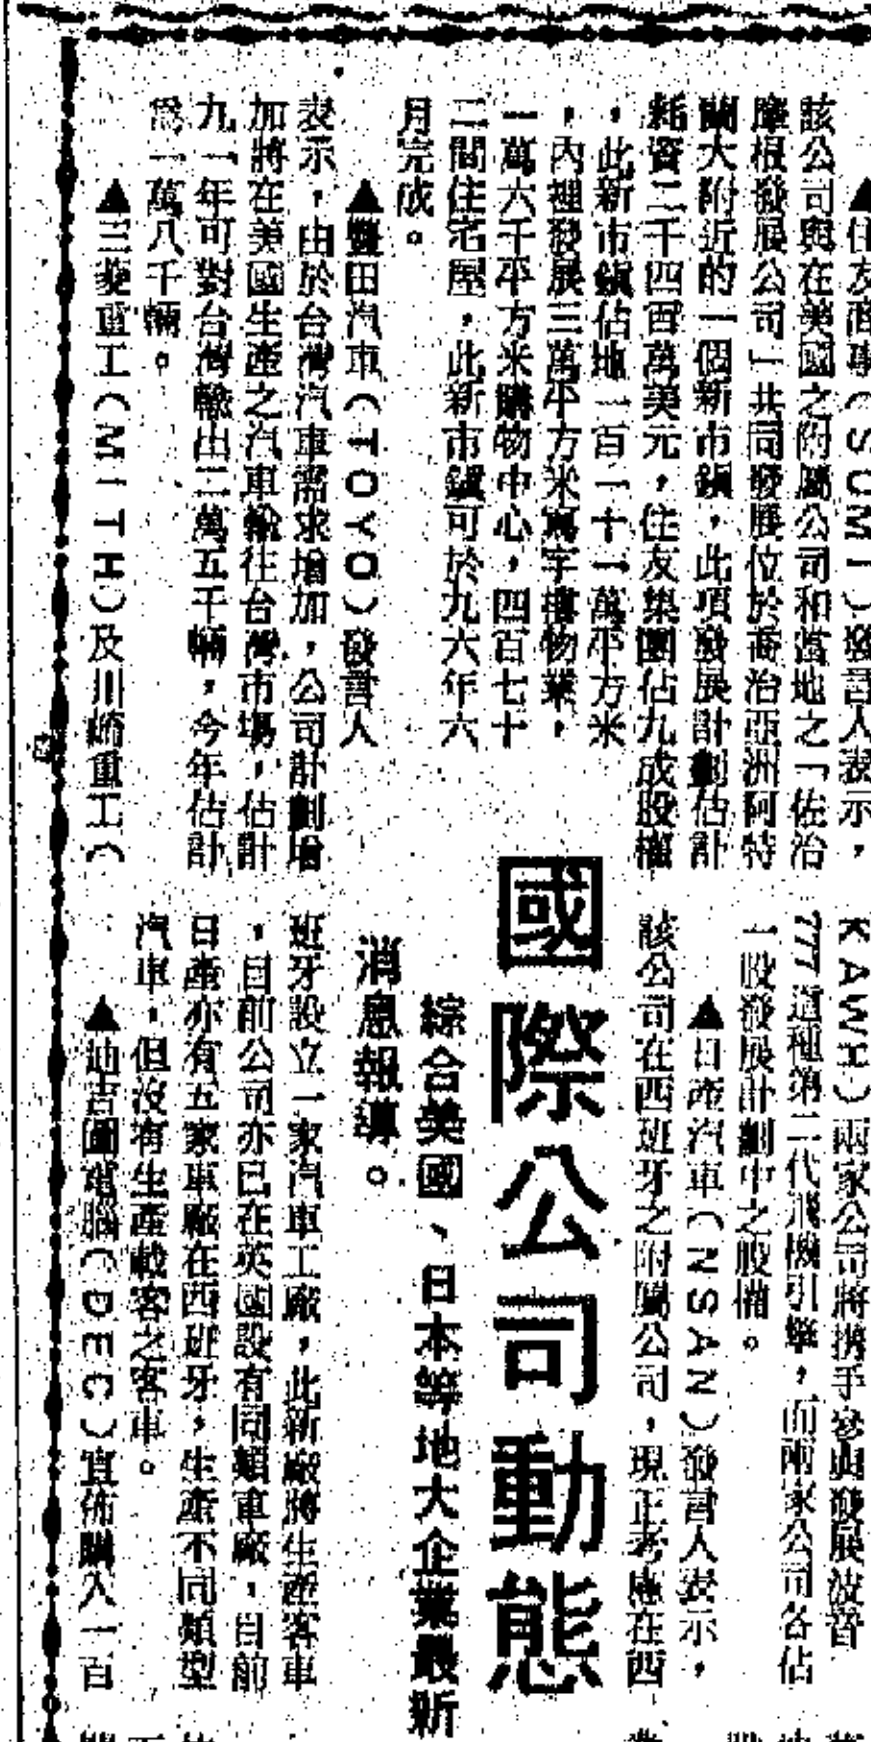 國際公司動態
綜合美國、日本等地大企業最新
消息報導。
▲住友商事(SUMI)發言人表示，
該公司與在美國之附屬公司和當地之「佐治
摩根發展公司」共同發展位於喬治亞洲阿特
蘭大附近的一個新市鎮，此項發展計劃估計
耗資二千四百萬美元，住友集團佔九成股權
，此新市鎮佔地一百一十一萬平方米
，內裡發展三萬平方米寫字樓物業，
一萬六千平方米購物中心，四百七十
二間住宅屋，此新市鎮可於九六年六
月完成。
▲豐田汽車(TOYO)發言人
表示，由於台灣汽車需求增加，公司計劃增
加將在美國生產之汽車輸往台灣市場，估計
九一年可對台灣輸出二萬五千輛，今年估計
為一萬八千輛。
▲三菱重工(MITH)及川崎重工(
KAWI)兩家公司將携手參與發展波音
777這種第二代飛機引擎，而兩家公司各佔
一股發展計劃中之股份。
▲日產汽車(NSAN)發言人表示，
該公司在西班牙之附屬公司，現正考慮在西
班牙設立一家汽車工廠，此新廠將生產客車
，目前公司亦已在英國設有同類車廠，目前
日產亦有五家車廠在西班牙，生產不同類型
汽車，但沒有生產載客之客車。
▲迪吉圖電腦(DEC)宣佈購入一百